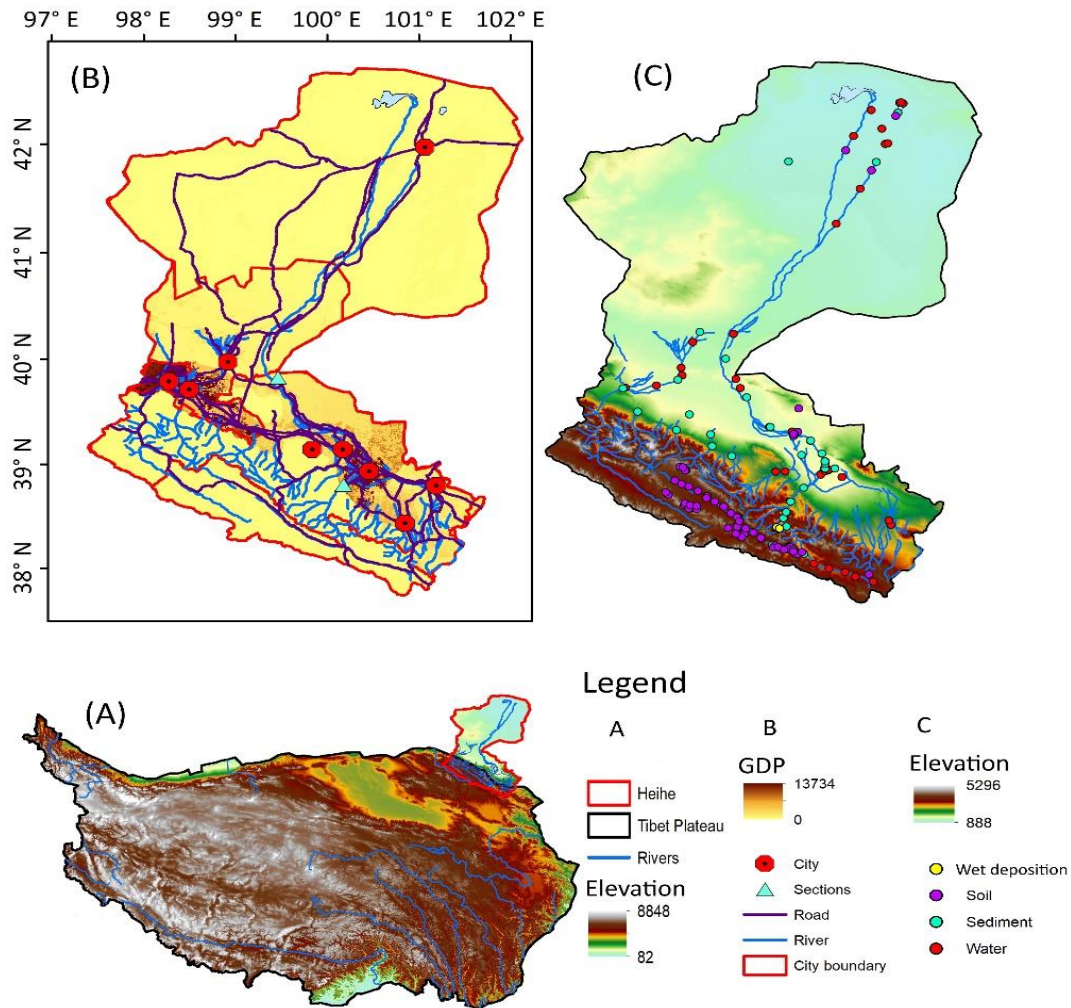 97° E 98° E 99° E 100° E 101° E 102° E
(B)
(C)
42° N
41° N
40° N
39° N
38° N
(A)
Legend
A
Heihe
Tibet Plateau
Rivers
Elevation
8848
82
B
GDP
13734
0
City
Sections
Road
River
City boundary
C
Elevation
5296
888
Wet deposition
Soil
Sediment
Water